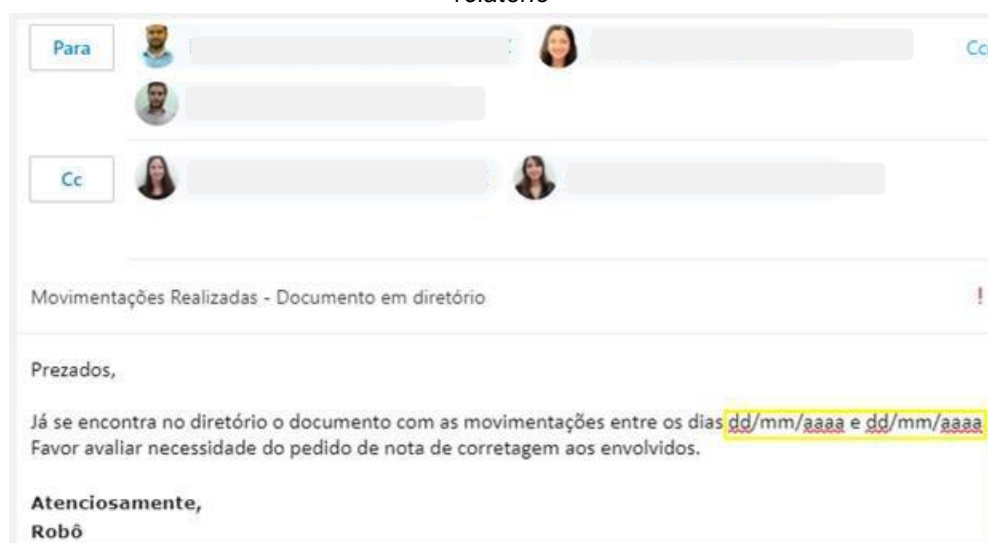 relatório
Para
Cc
Cc
Movimentações Realizadas - Documento em diretório !
Prezados,
Já se encontra no diretório o documento com as movimentações entre os dias dd/mm/aaaa e dd/mm/aaaa
Favor avaliar necessidade do pedido de nota de corretagem aos envolvidos.
Atenciosamente,
Robô